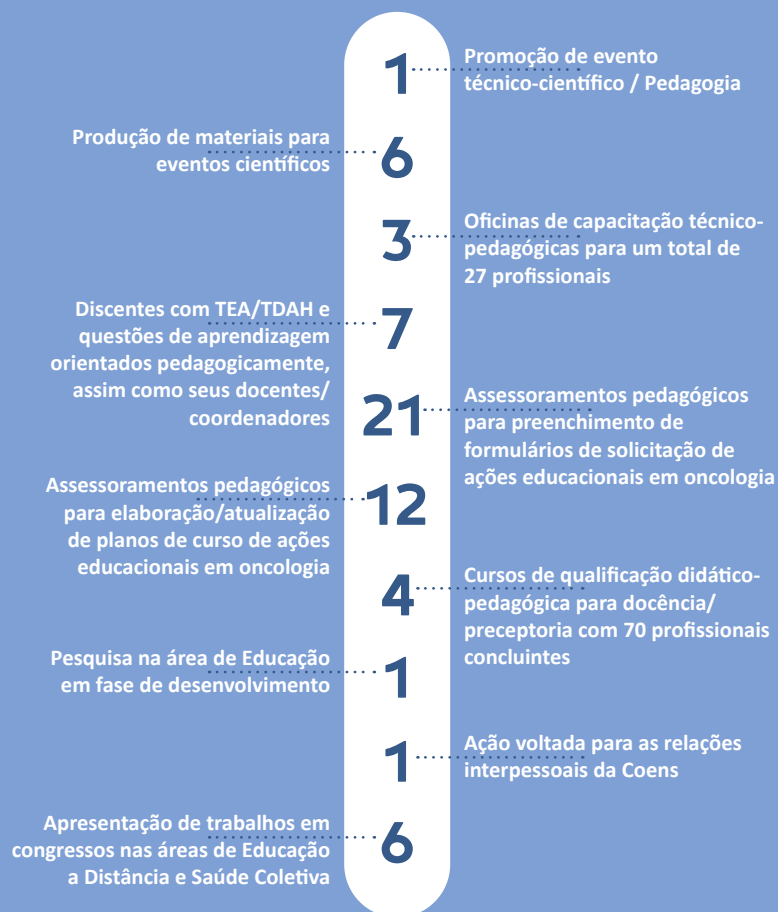 1
Promoção de evento
técnico-científico / Pedagogia
Produção de materiais para
eventos científicos
6
3
Oficinas de capacitação técnico-
pedagógicas para um total de
27 profissionais
Discentes com TEA/TDAH e
questões de aprendizagem
orientados pedagogicamente,
assim como seus docentes/
coordenadores
7
21
Assessoramentos pedagógicos
para preenchimento de
formulários de solicitação de
ações educacionais em oncologia
Assessoramentos pedagógicos
para elaboração/atualização
de planos de curso de ações
educacionais em oncologia
12
4
Cursos de qualificação didático-
pedagógica para docência/
preceptoria com 70 profissionais
concluintes
Pesquisa na área de Educação
em fase de desenvolvimento
1
1
Ação voltada para as relações
interpessoais da Coens
Apresentação de trabalhos em
congressos nas áreas de Educação
a Distância e Saúde Coletiva
6